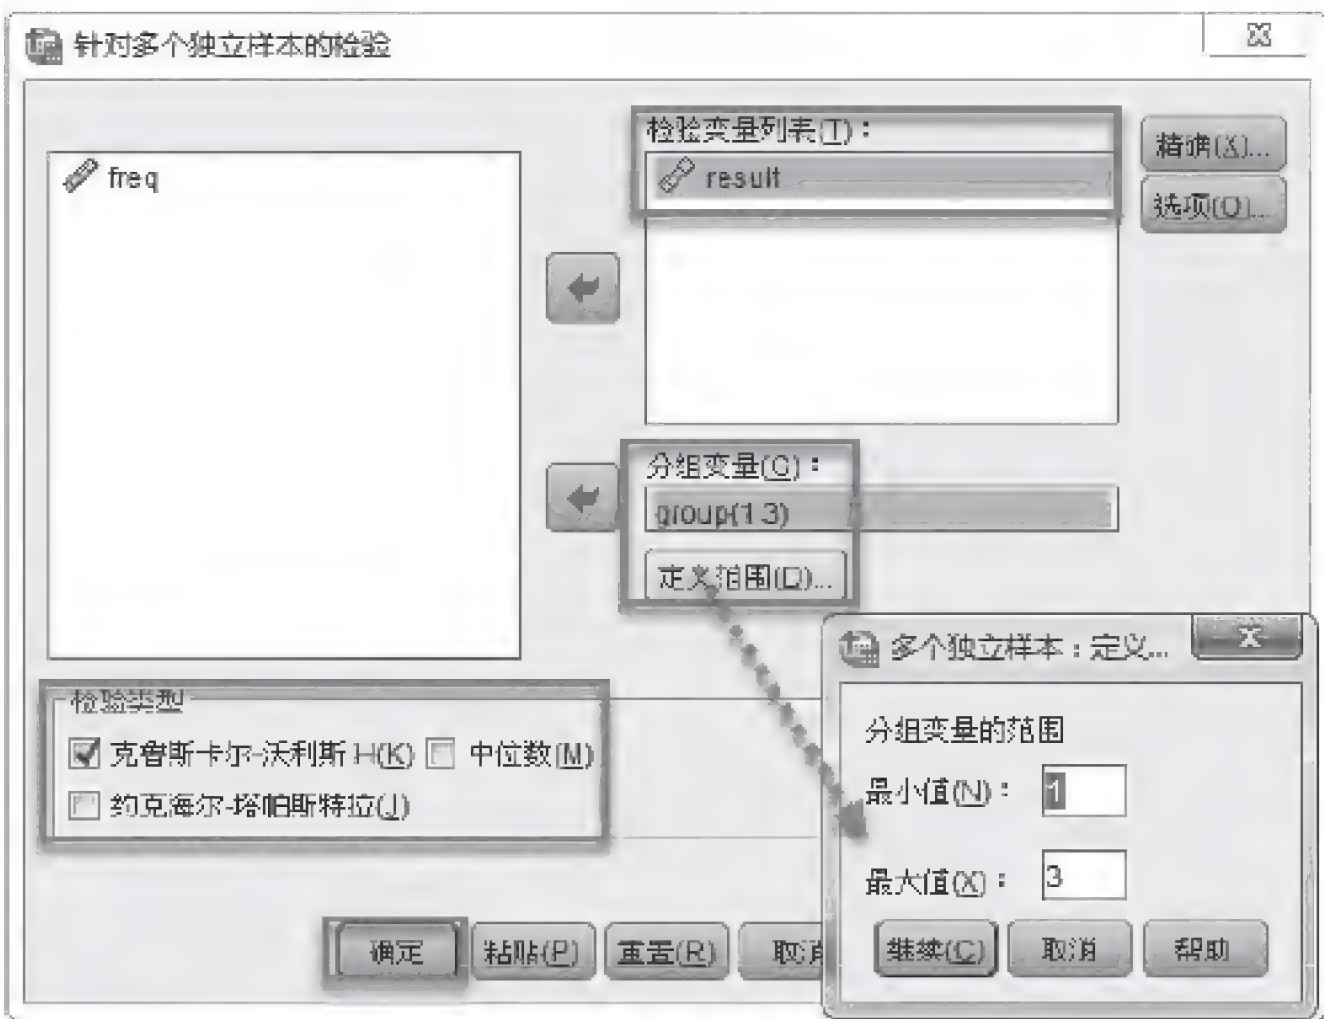 针对多个独立样本的检验
检验变量列表(T)：
精确(X)...
freq
result
选项(O)...
分组变量(G)：
group(1 3)
定义范围(D)...
多个独立样本：定义...
检验类型
克鲁斯卡尔-沃利斯 H(K) 中位数(M)
约克海尔-塔帕斯特拉(J)
分组变量的范围
最小值(N)： 1
最大值(X)： 3
确定 粘贴(P) 重置(R) 取消
继续(C) 取消 帮助